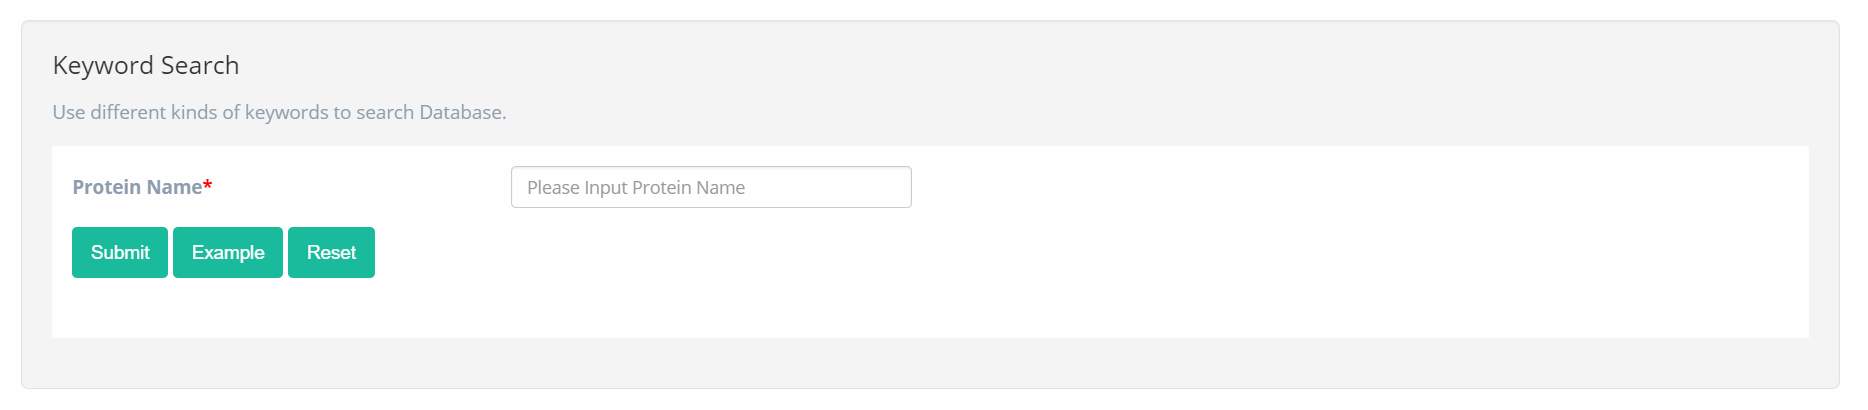 Keyword Search
Use different kinds of keywords to search Database.
Protein Name* Please Input Protein Name
Submit Example Reset